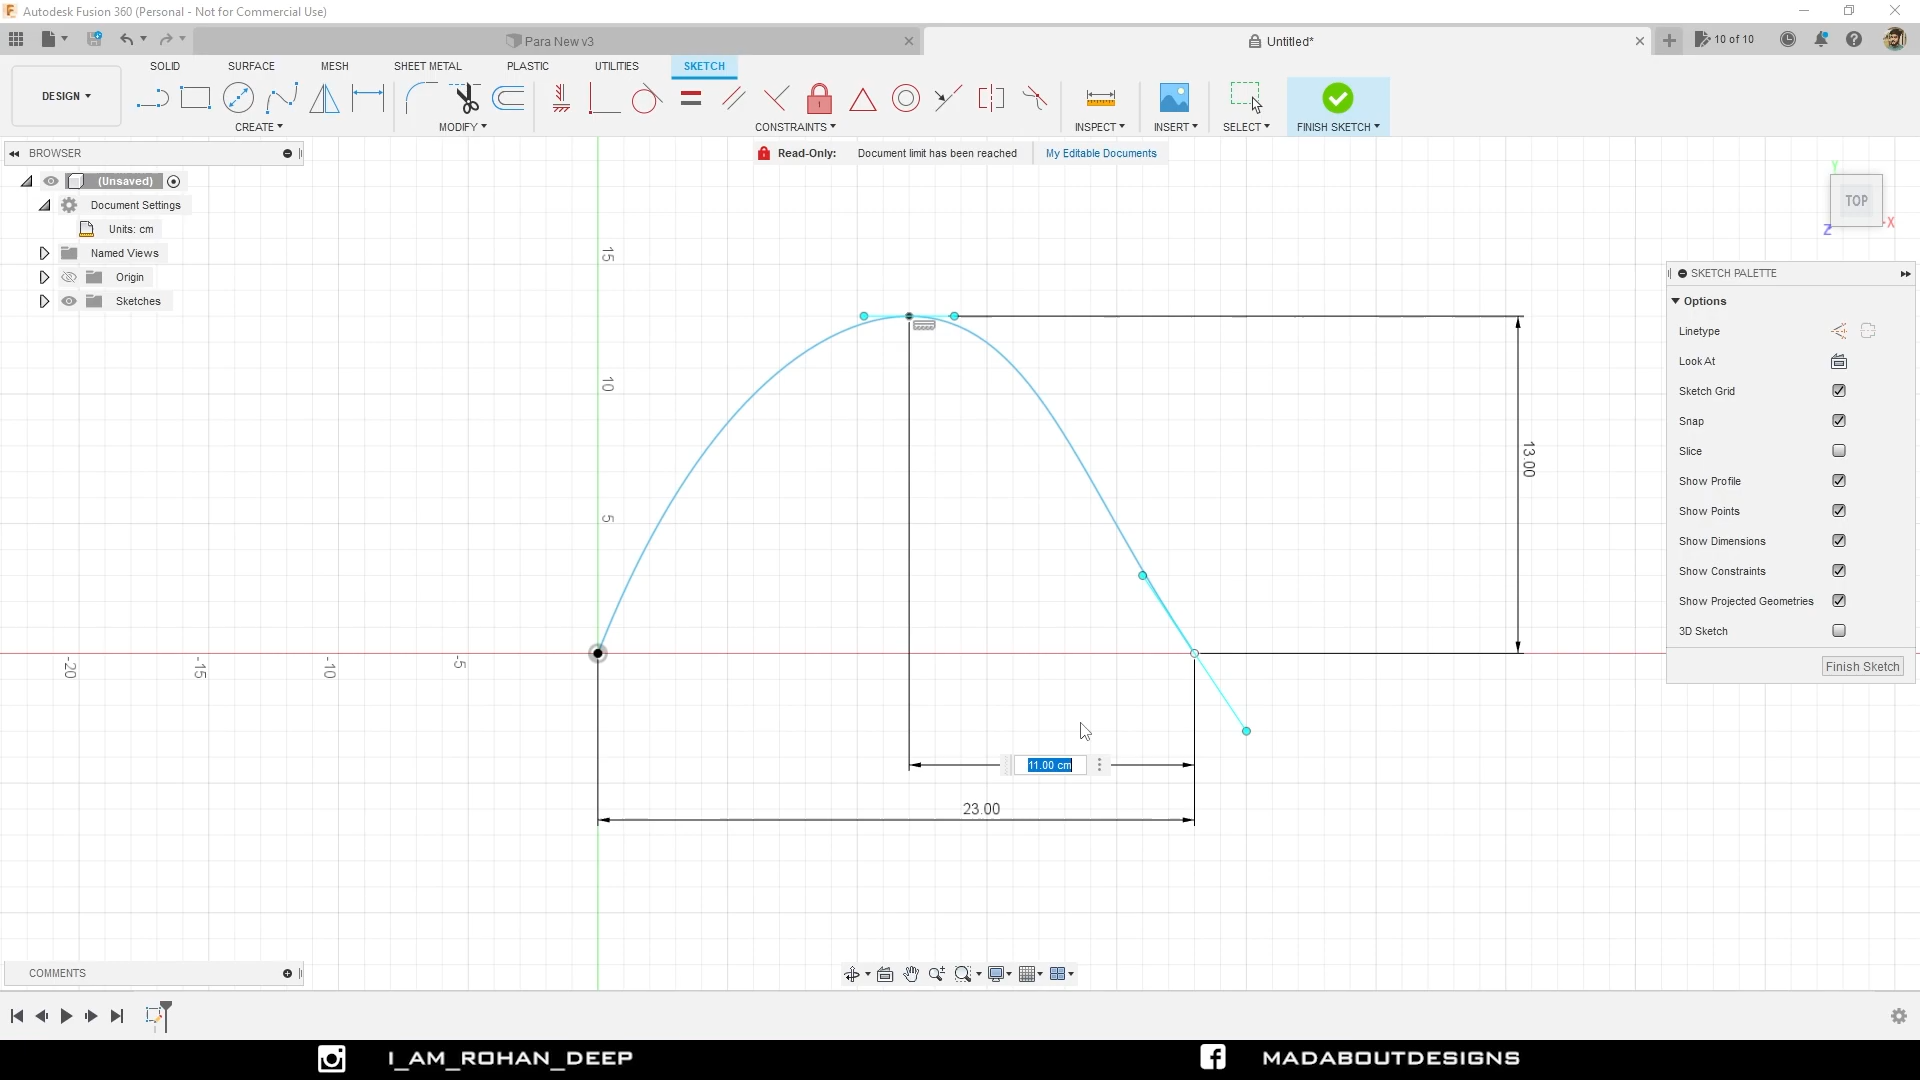 Autodesk Fusion 360 (Personal - Not for Commercial Use)
Para New v3
Untitled*
10 of 10
DESIGN
SOLID
SURFACE
MESH
SHEET METAL
PLASTIC
UTILITIES
SKETCH
CREATE
MODIFY
CONSTRAINTS
INSPECT
INSERT
SELECT
FINISH SKETCH
BROWSER
Read-Only: Document limit has been reached My Editable Documents
(Unsaved)
Document Settings
Units: cm
Named Views
Origin
Sketches
TOP
Y
X
Z
15
10
5
-20
-15
-10
-5
13.00
11.00 cm
23.00
SKETCH PALETTE
Options
Linetype
Look At
Sketch Grid
Snap
Slice
Show Profile
Show Points
Show Dimensions
Show Constraints
Show Projected Geometries
3D Sketch
Finish Sketch
COMMENTS
I_AM_ROHAN_DEEP
MADABOUTDESIGNS